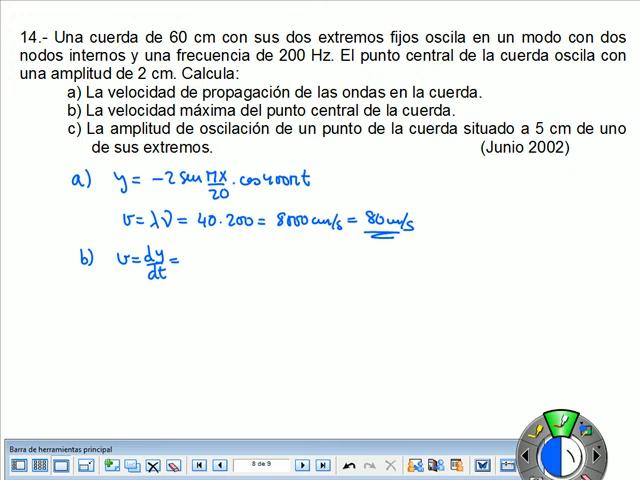 14.- Una cuerda de 60 cm con sus dos extremos fijos oscila en un modo con dos
nodos internos y una frecuencia de 200 Hz. El punto central de la cuerda oscila con
una amplitud de 2 cm. Calcula:
a) La velocidad de propagación de las ondas en la cuerda.
b) La velocidad máxima del punto central de la cuerda.
c) La amplitud de oscilación de un punto de la cuerda situado a 5 cm de uno
de sus extremos. (Junio 2002)
a) y = -2 sen πx/20 · cos 400πt
v = λν = 40 · 200 = 8000 cm/s = 80 m/s
b) v = dy/dt =
Barra de herramientas principal
8 de 9